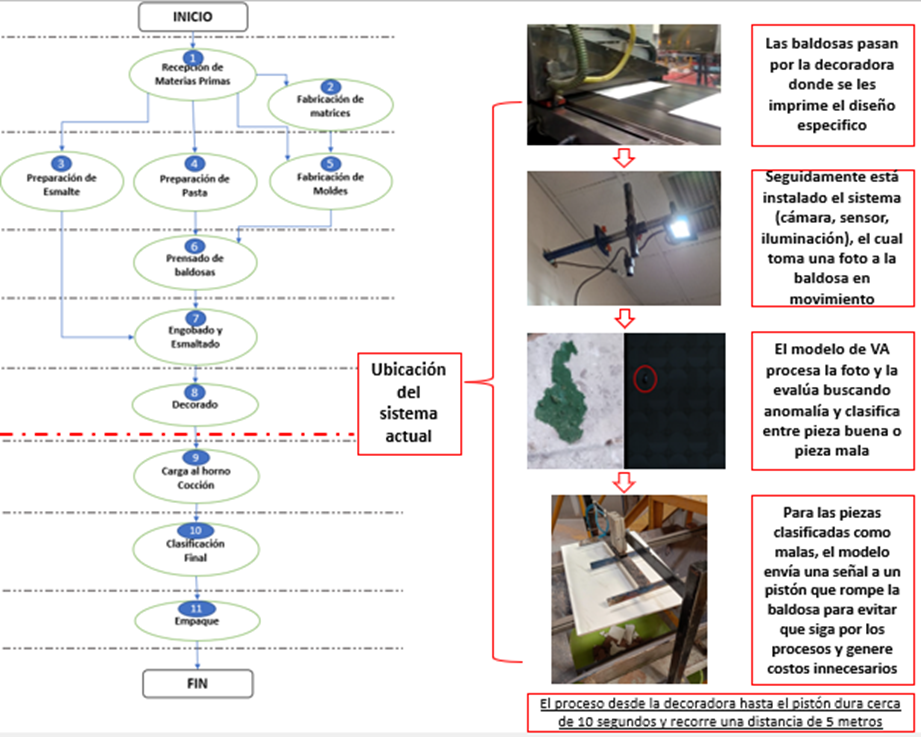 INICIO
1
Recepción de
Materias Primas
2
Fabricación de
matrices
3
Preparación de
Esmalte
4
Preparación de
Pasta
5
Fabricación de
Moldes
6
Prensado de
baldosas
7
Engobado y
Esmaltado
8
Decorado
9
Carga al horno
Cocción
10
Clasificación
Final
11
Empaque
FIN
Ubicación
del
sistema
actual
Las baldosas pasan
por la decoradora
donde se les
imprime el diseño
especifico
Seguidamente está
instalado el sistema
(cámara, sensor,
iluminación), el cual
toma una foto a la
baldosa en
movimiento
El modelo de VA
procesa la foto y la
evalúa buscando
anomalía y clasifica
entre pieza buena o
pieza mala
Para las piezas
clasificadas como
malas, el modelo
envía una señal a un
pistón que rompe la
baldosa para evitar
que siga por los
procesos y genere
costos innecesarios
El proceso desde la decoradora hasta el pistón dura cerca
de 10 segundos y recorre una distancia de 5 metros